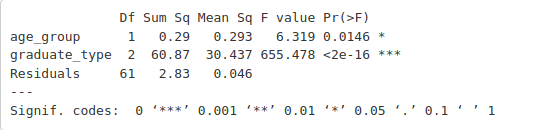 Df Sum Sq Mean Sq F value Pr(>F)
age_group 1 0.29 0.293 6.319 0.0146 *
graduate_type 2 60.87 30.437 655.478 <2e-16 ***
Residuals 61 2.83 0.046
---
Signif. codes: 0 ‘***’ 0.001 ‘**’ 0.01 ‘*’ 0.05 ‘.’ 0.1 ‘ ’ 1